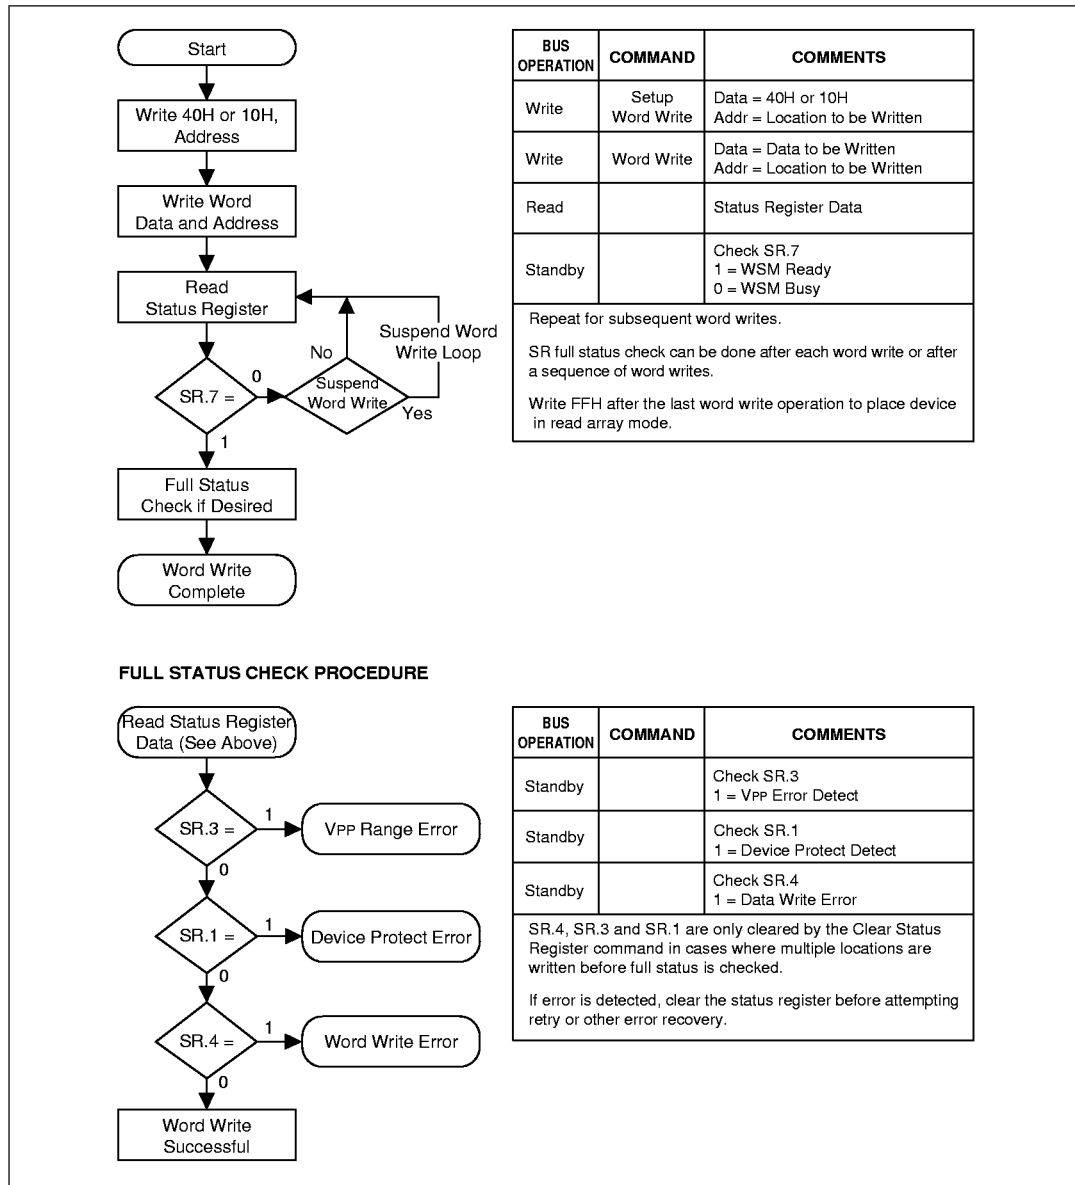 Start
Write 40H or 10H,
Address
Write Word
Data and Address
Read
Status Register
Suspend Word
Write Loop
No
SR.7 =
0
Suspend
Word Write
Yes
1
Full Status
Check if Desired
Word Write
Complete
BUS
OPERATION
COMMAND
COMMENTS
Write
Setup
Word Write
Data = 40H or 10H
Addr = Location to be Written
Write
Word Write
Data = Data to be Written
Addr = Location to be Written
Read
Status Register Data
Standby
Check SR.7
1 = WSM Ready
0 = WSM Busy
Repeat for subsequent word writes.
SR full status check can be done after each word write or after
a sequence of word writes.
Write FFH after the last word write operation to place device
in read array mode.
FULL STATUS CHECK PROCEDURE
Read Status Register
Data (See Above)
SR.3 =
1
VPP Range Error
0
SR.1 =
1
Device Protect Error
0
SR.4 =
1
Word Write Error
0
Word Write
Successful
BUS
OPERATION
COMMAND
COMMENTS
Standby
Check SR.3
1 = VPP Error Detect
Standby
Check SR.1
1 = Device Protect Detect
Standby
Check SR.4
1 = Data Write Error
SR.4, SR.3 and SR.1 are only cleared by the Clear Status
Register command in cases where multiple locations are
written before full status is checked.
If error is detected, clear the status register before attempting
retry or other error recovery.